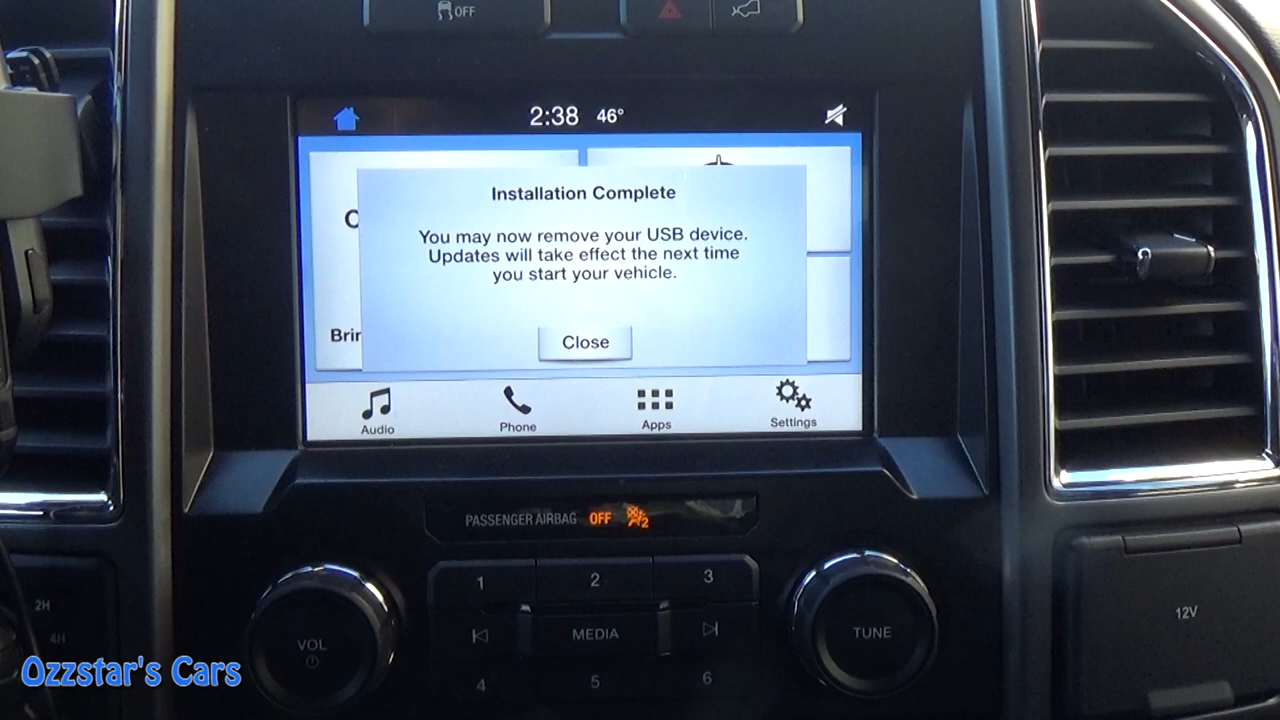 OFF
2:38 46°
Installation Complete
You may now remove your USB device.
Updates will take effect the next time
you start your vehicle.
Close
Audio
Phone
Apps
Settings
PASSENGER AIRBAG OFF 2
1
2
3
MEDIA
4
5
6
VOL
TUNE
2H
4H
12V
Ozzstar's Cars